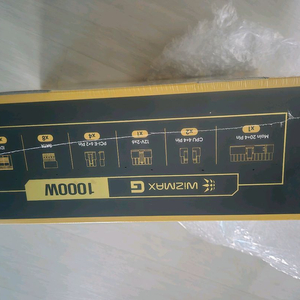 WIZMAX G 1000W
Main 20+4 Pin CPU 4+4 Pin 12V-2x6 PCI-E 6+2 Pin SATA
x1 x2 x1 x4 x8